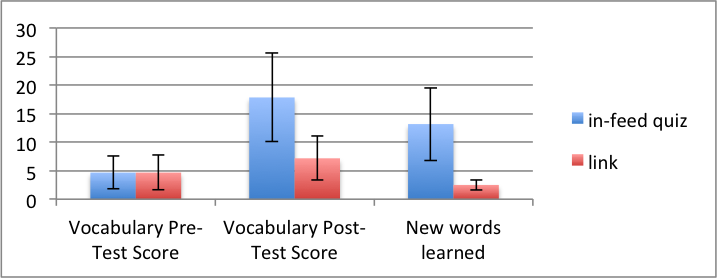 30
25
20
15
10
5
0
Vocabulary Pre-
Test Score
Vocabulary Post-
Test Score
New words
learned
in-feed quiz
link